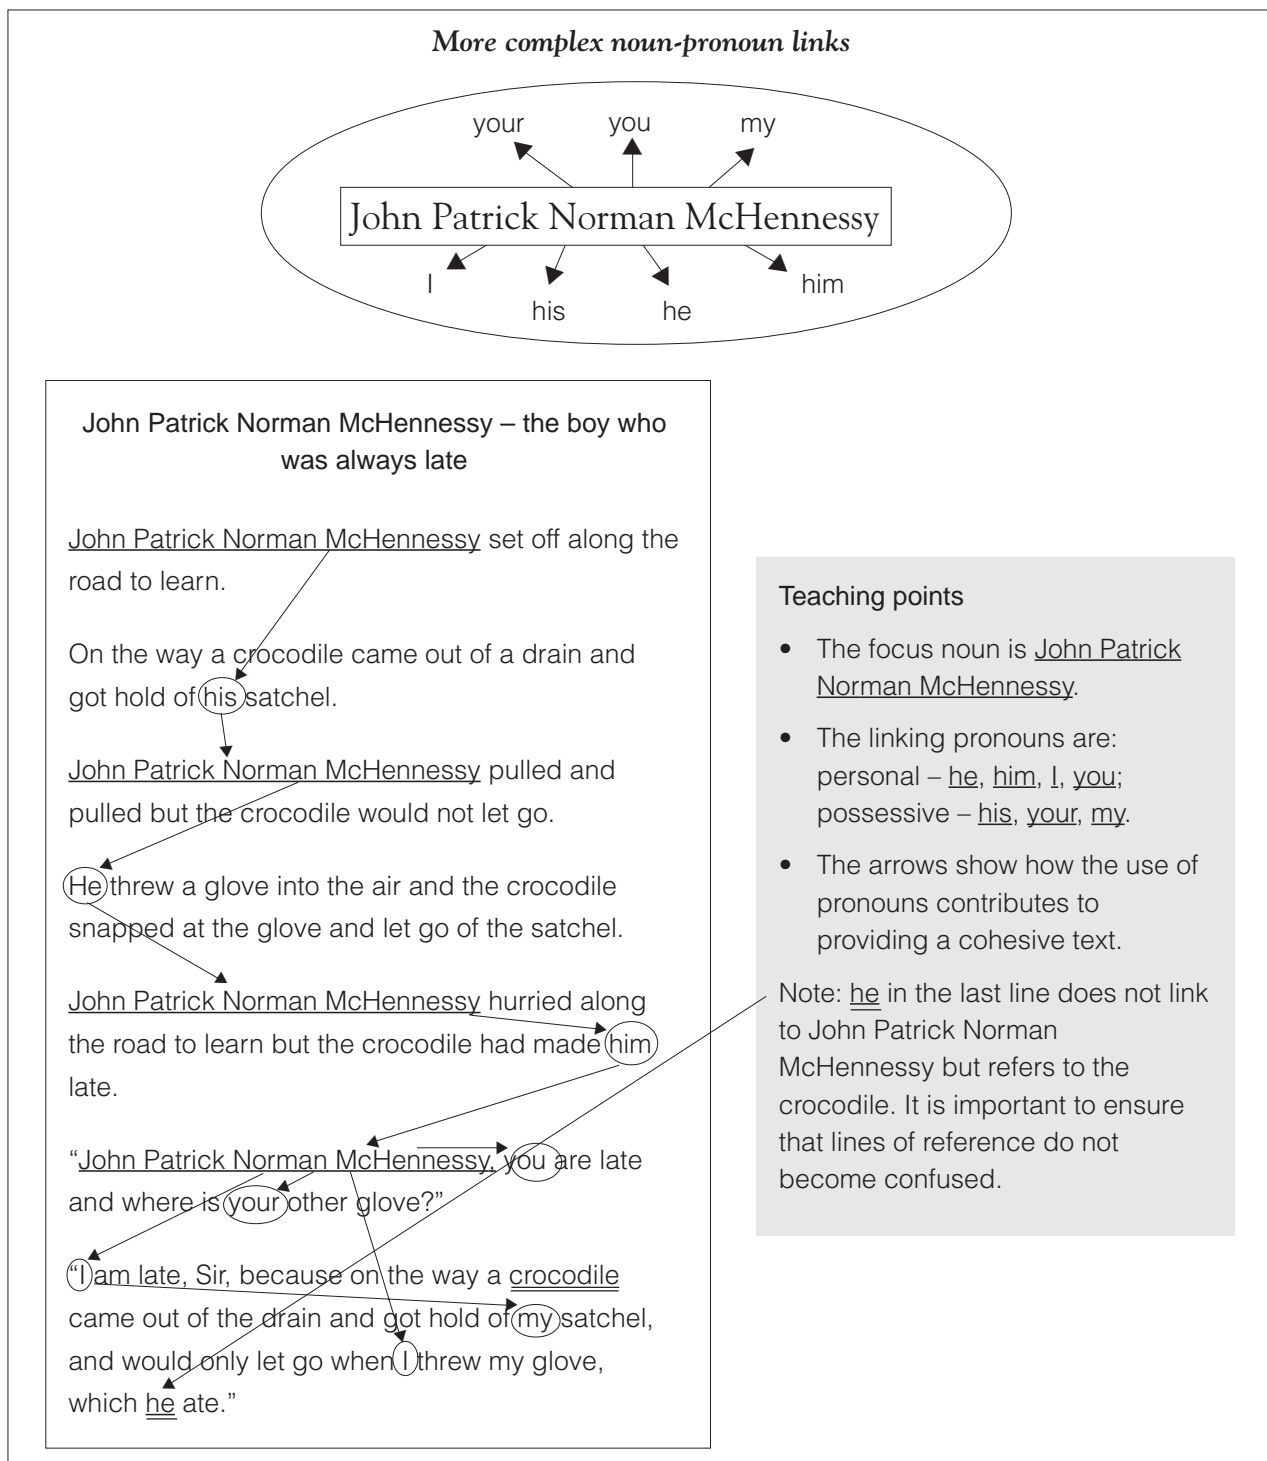 More complex noun-pronoun links
your you my
John Patrick Norman McHennessy
I his he him
John Patrick Norman McHennessy – the boy who
was always late
John Patrick Norman McHennessy set off along the
road to learn.
On the way a crocodile came out of a drain and
got hold of his satchel.
John Patrick Norman McHennessy pulled and
pulled but the crocodile would not let go.
He threw a glove into the air and the crocodile
snapped at the glove and let go of the satchel.
John Patrick Norman McHennessy hurried along
the road to learn but the crocodile had made him
late.
“John Patrick Norman McHennessy, you are late
and where is your other glove?”
“I am late, Sir, because on the way a crocodile
came out of the drain and got hold of my satchel,
and would only let go when I threw my glove,
which he ate.”
Teaching points
• The focus noun is John Patrick
Norman McHennessy.
• The linking pronouns are:
personal – he, him, I, you;
possessive – his, your, my.
• The arrows show how the use of
pronouns contributes to
providing a cohesive text.
Note: he in the last line does not link
to John Patrick Norman
McHennessy but refers to the
crocodile. It is important to ensure
that lines of reference do not
become confused.